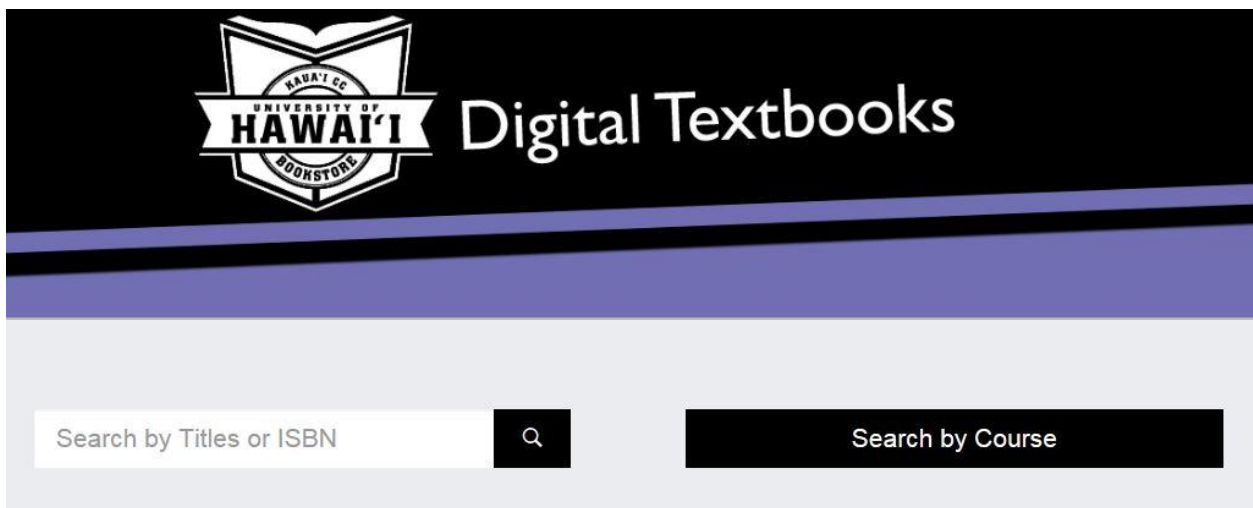 KAUA'I CC
UNIVERSITY OF
HAWAI‘I
BOOKSTORE
Digital Textbooks
Search by Titles or ISBN
Search by Course